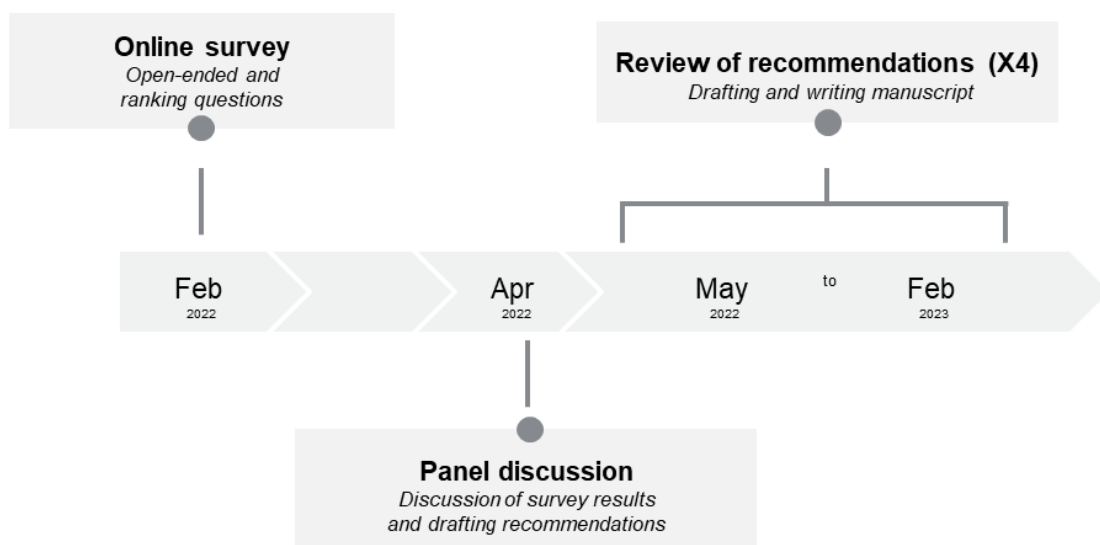 Online survey
Open-ended and
ranking questions
Review of recommendations (X4)
Drafting and writing manuscript
Feb
2022
Apr
2022
May
2022
to
Feb
2023
Panel discussion
Discussion of survey results
and drafting recommendations